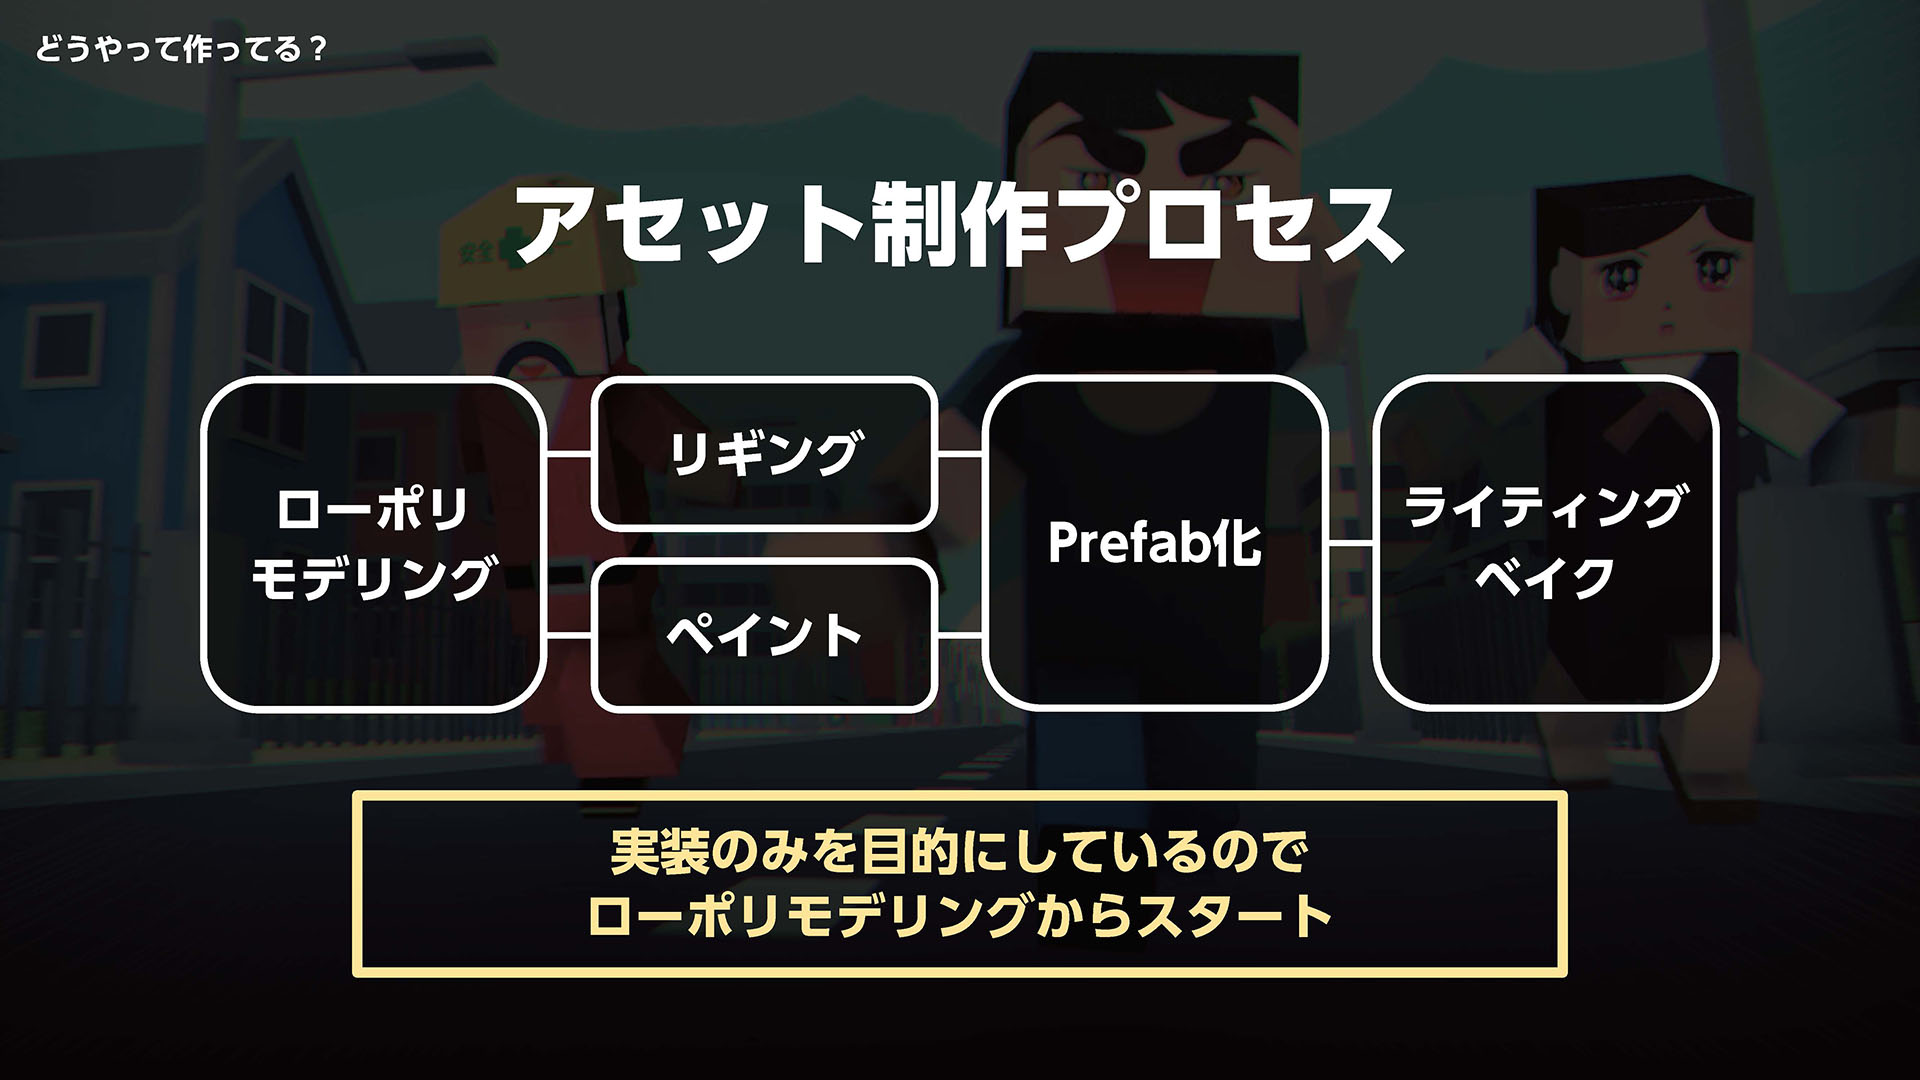 どうやって作ってる？
アセット制作プロセス
ローポリ
モデリング
リギング
ペイント
Prefab化
ライティング
ベイク
実装のみを目的にしているので
ローポリモデリングからスタート
安全